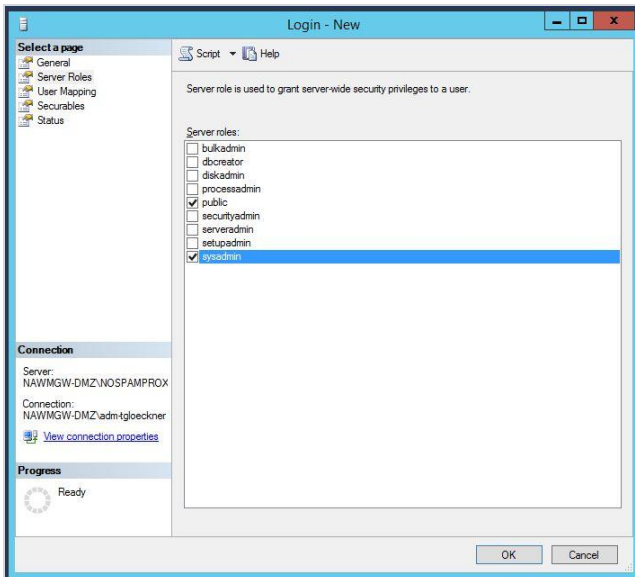 Login - New
Select a page
General
Server Roles
User Mapping
Securables
Status
Script Help
Server role is used to grant server-wide security privileges to a user.
Server roles:
bulkadmin
dbcreator
diskadmin
processadmin
public
securityadmin
serveradmin
setupadmin
sysadmin
Connection
Server:
NAWMGW-DMZ\NOSPAMPROX
Connection:
NAWMGW-DMZ\adm-tgloeckner
View connection properties
Progress
Ready
OK Cancel